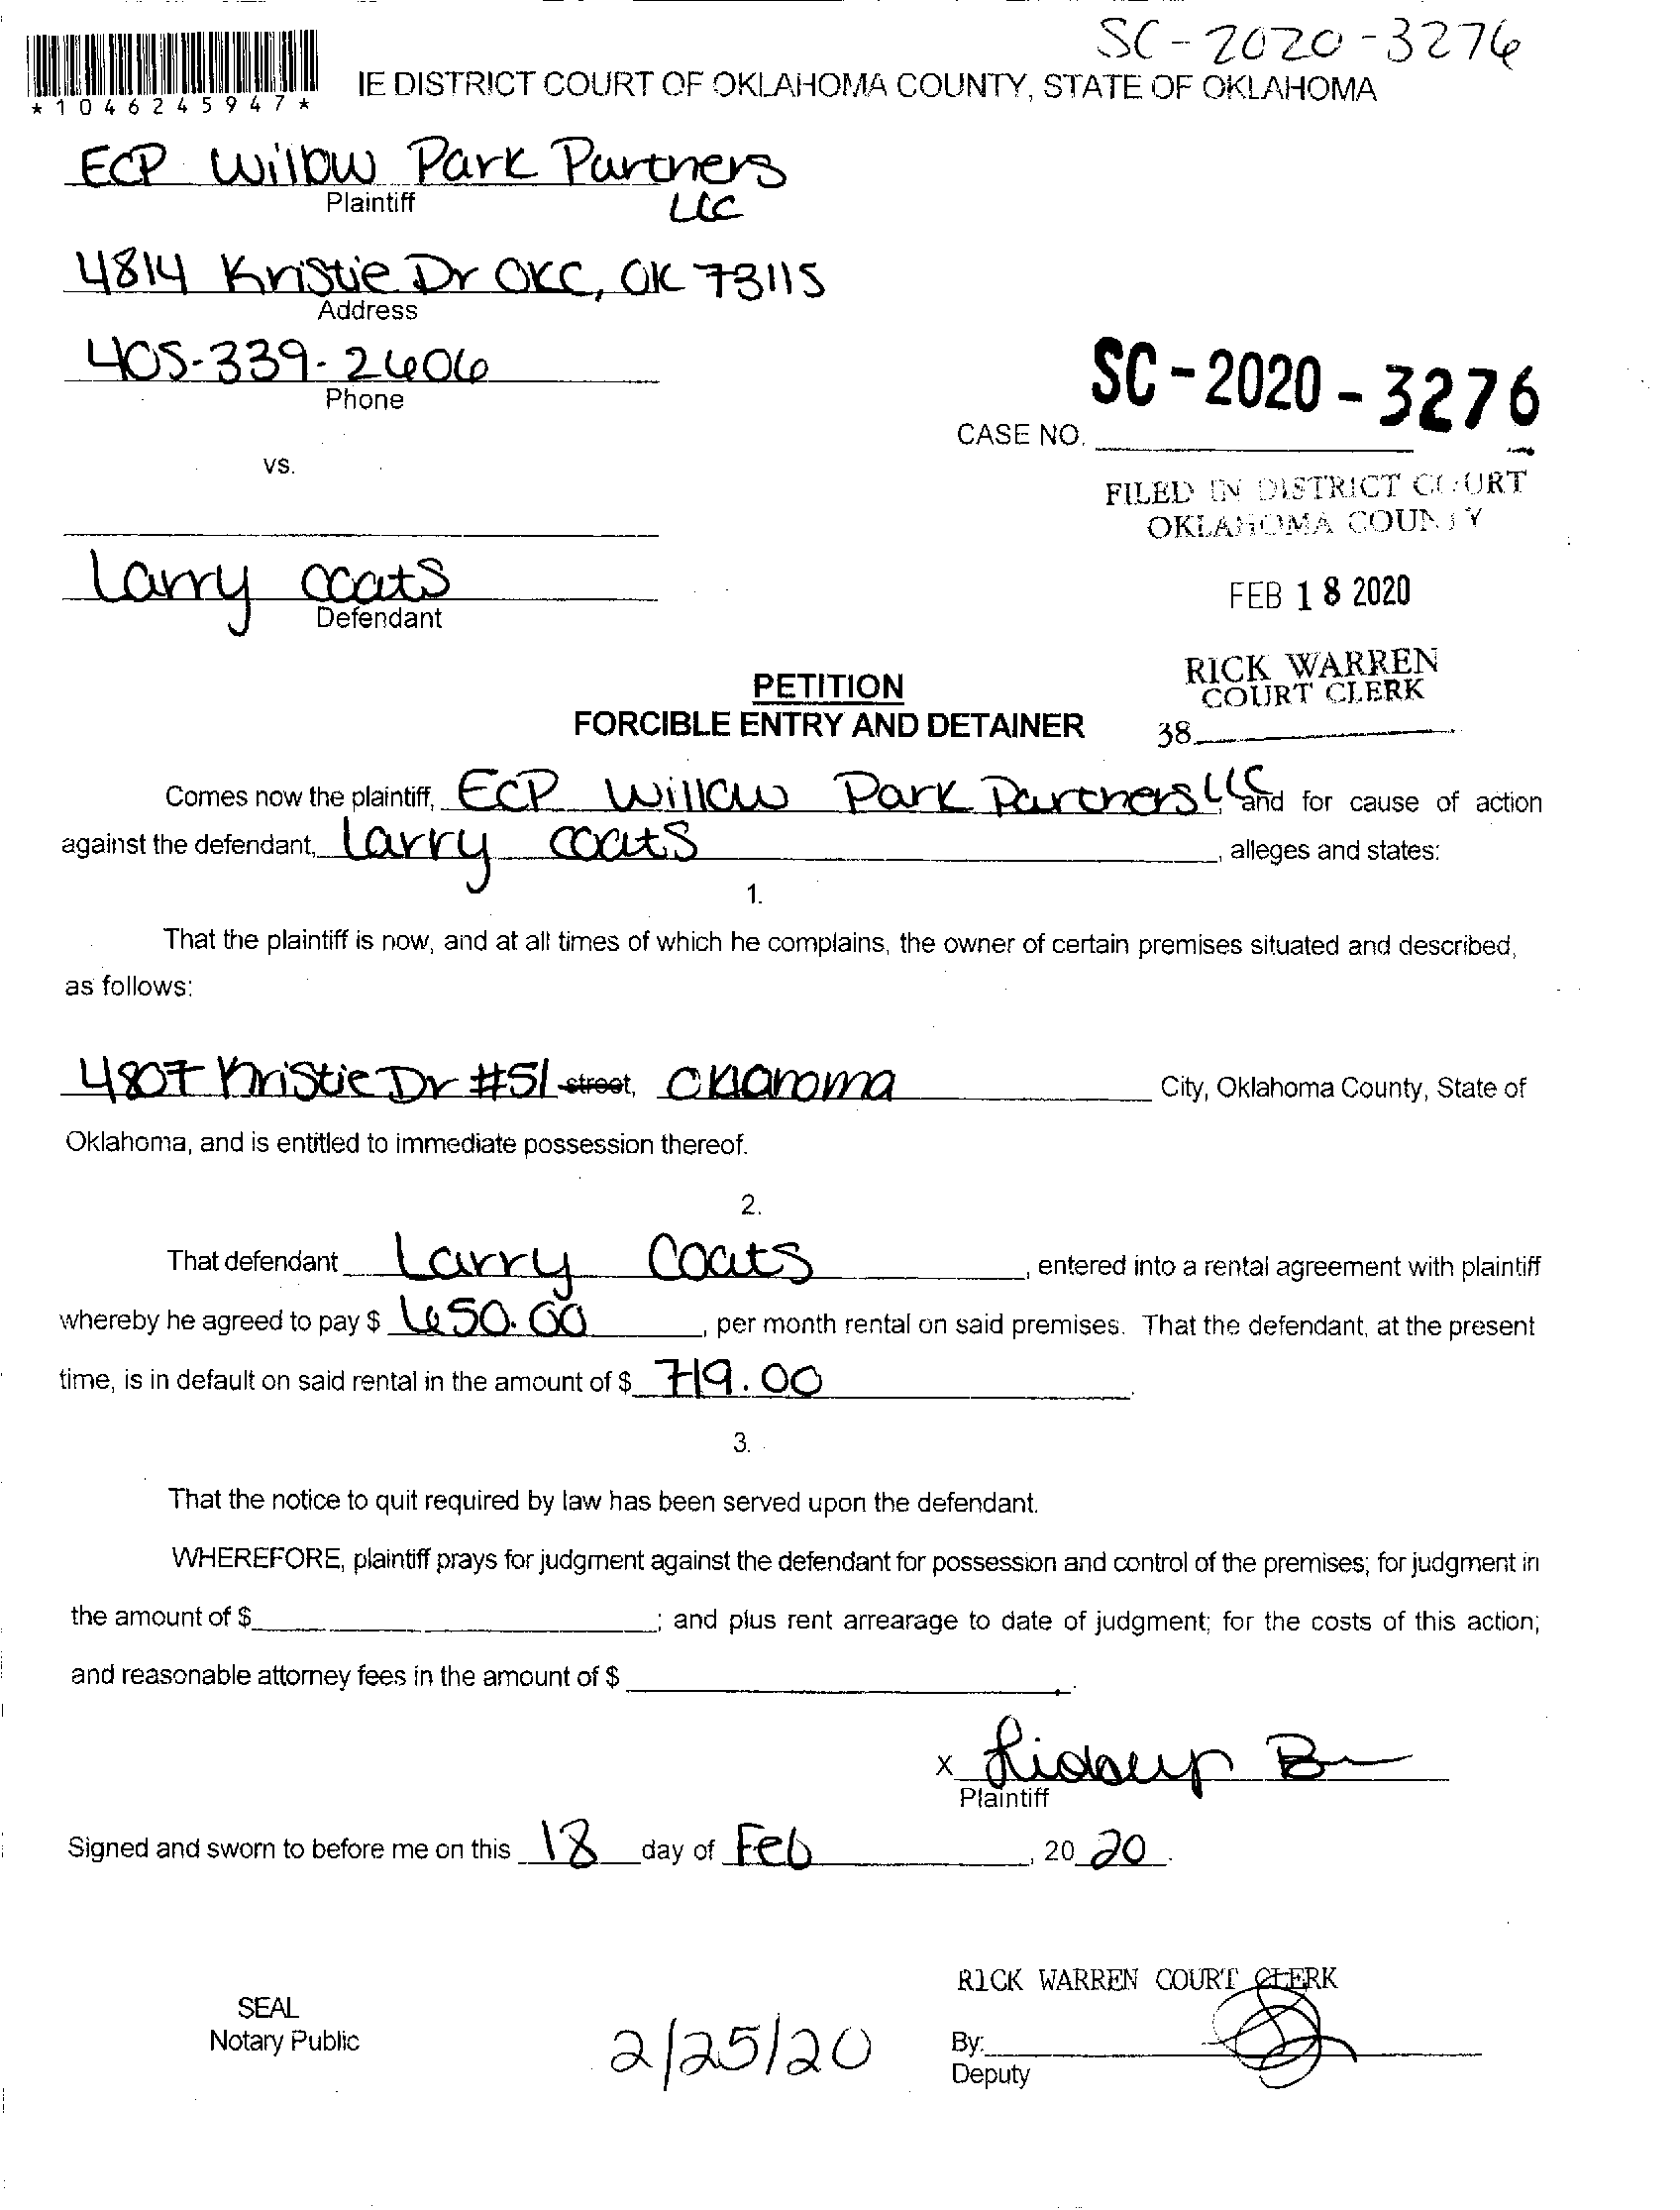 SC-2020-3276
IE DISTRICT COURT OF OKLAHOMA COUNTY, STATE OF OKLAHOMA
*1046245947*
ECP Willow Park Partners
Plaintiff LLC
4814 Kristie Dr OKC, OK 73115
Address
405-339-2606
Phone
SC-2020-3276
CASE NO.
vs.
FILED IN DISTRICT COURT
OKLAHOMA COUNTY
Larry Coats
Defendant
FEB 18 2020
RICK WARREN
COURT CLERK
38
PETITION
FORCIBLE ENTRY AND DETAINER
Comes now the plaintiff, ECP Willow Park Partners LLC, and for cause of action
against the defendant, Larry Coats, alleges and states:
1.
That the plaintiff is now, and at all times of which he complains, the owner of certain premises situated and described,
as follows:
4807 Kristie Dr #51 street, Oklahoma City, Oklahoma County, State of
Oklahoma, and is entitled to immediate possession thereof.
2.
That defendant Larry Coats, entered into a rental agreement with plaintiff
whereby he agreed to pay $ 650.00, per month rental on said premises. That the defendant, at the present
time, is in default on said rental in the amount of $ 719.00.
3.
That the notice to quit required by law has been served upon the defendant.
WHEREFORE, plaintiff prays for judgment against the defendant for possession and control of the premises; for judgment in
the amount of $ ; and plus rent arrearage to date of judgment; for the costs of this action;
and reasonable attorney fees in the amount of $ .
X
Plaintiff
Signed and sworn to before me on this 18 day of Feb, 20 20.
RICK WARREN COURT CLERK
SEAL
Notary Public
2/25/20
By:
Deputy